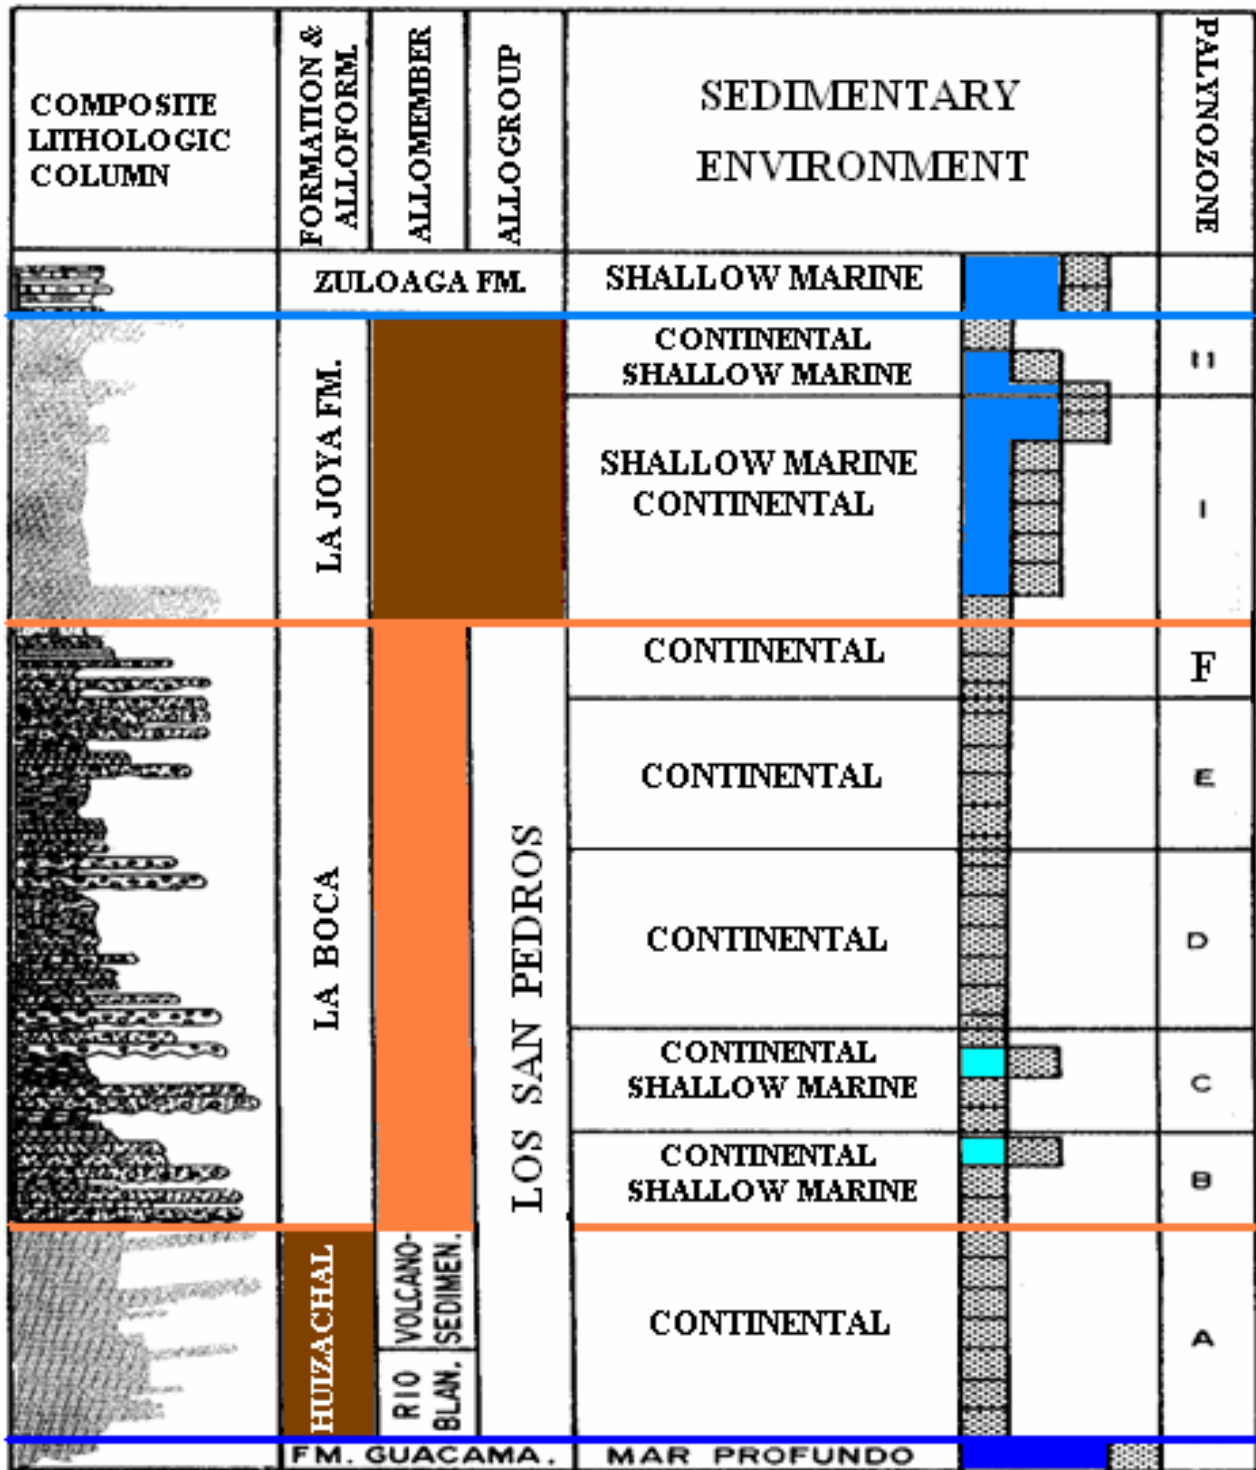 COMPOSITE
LITHOLOGIC
COLUMN
FORMATION &
ALLOFORM.
ALLOMEMBER
ALLOGROUP
SEDIMENTARY
ENVIRONMENT
PALYNOZONE
ZULOAGA FM.
SHALLOW MARINE
LA JOYA FM.
CONTINENTAL
SHALLOW MARINE
II
SHALLOW MARINE
CONTINENTAL
I
LA BOCA
LOS SAN PEDROS
CONTINENTAL
F
CONTINENTAL
E
CONTINENTAL
D
CONTINENTAL
SHALLOW MARINE
C
CONTINENTAL
SHALLOW MARINE
B
HUIZACHAL
VOLCANO-
SEDIMEN.
RIO
BLAN.
CONTINENTAL
A
FM. GUACAMA.
MAR PROFUNDO